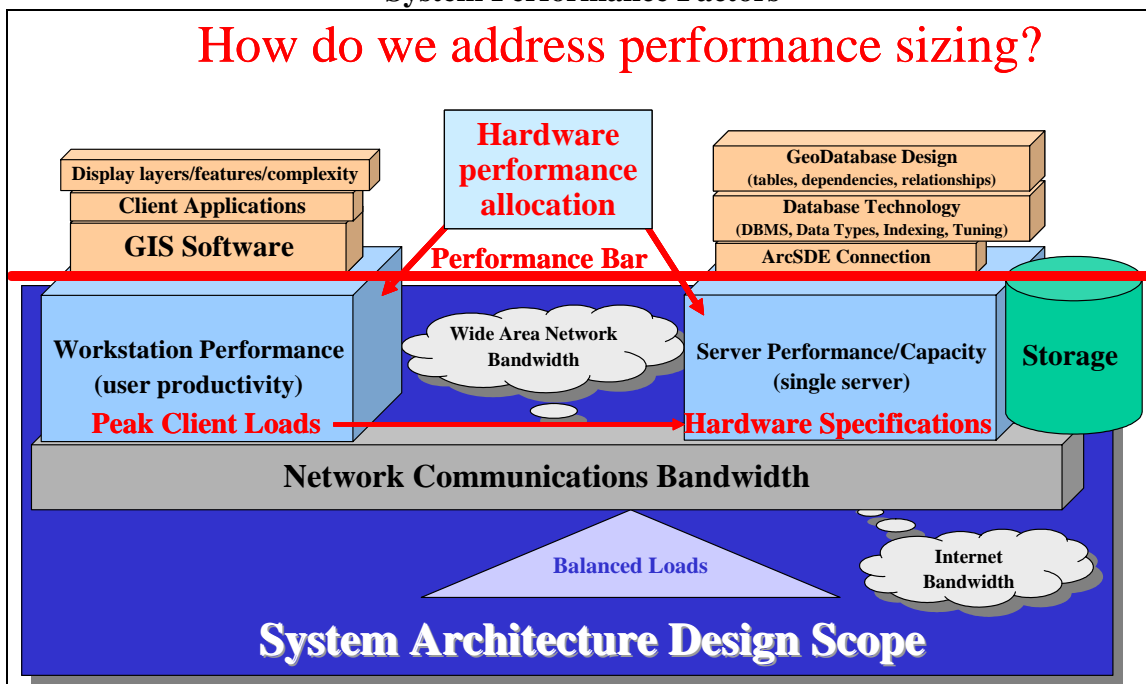 System Performance Factors
How do we address performance sizing?
Hardware
performance
allocation
Display layers/features/complexity
Client Applications
GIS Software
GeoDatabase Design
(tables, dependencies, relationships)
Database Technology
(DBMS, Data Types, Indexing, Tuning)
ArcSDE Connection
Performance Bar
Workstation Performance
(user productivity)
Peak Client Loads
Wide Area Network
Bandwidth
Server Performance/Capacity
(single server)
Hardware Specifications
Storage
Network Communications Bandwidth
Balanced Loads
Internet
Bandwidth
System Architecture Design Scope